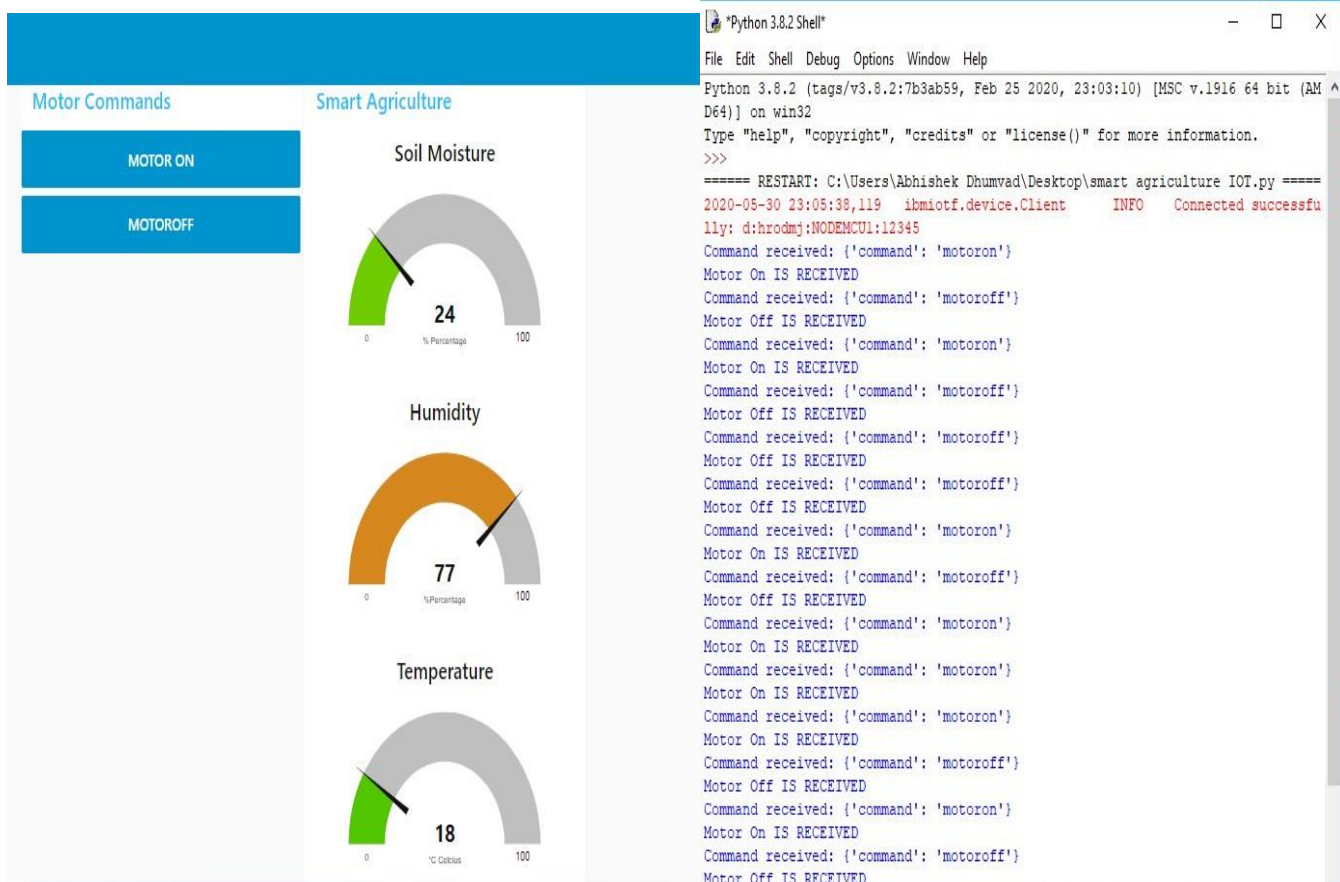 Motor Commands
MOTOR ON
MOTOROFF
Smart Agriculture
Soil Moisture
24
% Percentage
0
100
Humidity
77
%Percentage
0
100
Temperature
18
°C Celcius
0
100
*Python 3.8.2 Shell*
File Edit Shell Debug Options Window Help
Python 3.8.2 (tags/v3.8.2:7b3ab59, Feb 25 2020, 23:03:10) [MSC v.1916 64 bit (AM
D64)] on win32
Type "help", "copyright", "credits" or "license()" for more information.
>>>
====== RESTART: C:\Users\Abhishek Dhumvad\Desktop\smart agriculture IOT.py =====
2020-05-30 23:05:38,119 ibmiotf.device.Client INFO Connected successfu
lly: d:hrodmj:NODEMCU1:12345
Command received: {'command': 'motoron'}
Motor On IS RECEIVED
Command received: {'command': 'motoroff'}
Motor Off IS RECEIVED
Command received: {'command': 'motoron'}
Motor On IS RECEIVED
Command received: {'command': 'motoroff'}
Motor Off IS RECEIVED
Command received: {'command': 'motoroff'}
Motor Off IS RECEIVED
Command received: {'command': 'motoroff'}
Motor Off IS RECEIVED
Command received: {'command': 'motoron'}
Motor On IS RECEIVED
Command received: {'command': 'motoroff'}
Motor Off IS RECEIVED
Command received: {'command': 'motoron'}
Motor On IS RECEIVED
Command received: {'command': 'motoron'}
Motor On IS RECEIVED
Command received: {'command': 'motoron'}
Motor On IS RECEIVED
Command received: {'command': 'motoroff'}
Motor Off IS RECEIVED
Command received: {'command': 'motoron'}
Motor On IS RECEIVED
Command received: {'command': 'motoroff'}
Motor Off IS RECEIVED